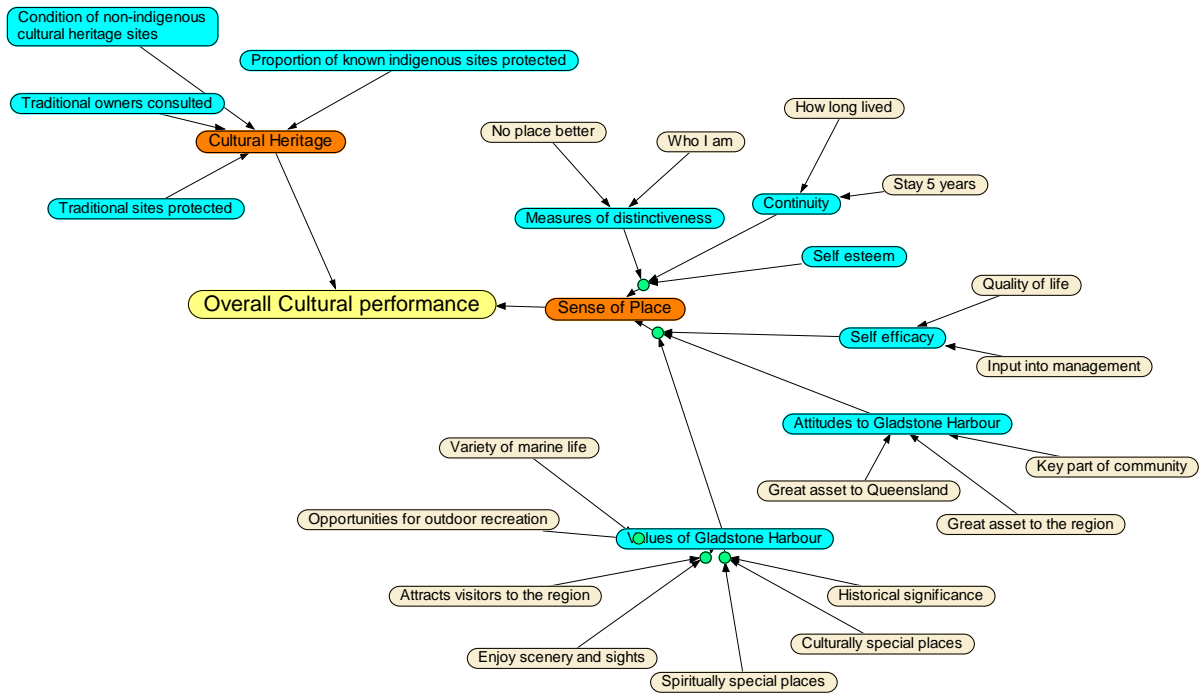 Condition of non-indigenous
cultural heritage sites
Proportion of known indigenous sites protected
Traditional owners consulted
How long lived
No place better
Who I am
Cultural Heritage
Stay 5 years
Continuity
Traditional sites protected
Measures of distinctiveness
Self esteem
Quality of life
Overall Cultural performance
Sense of Place
Self efficacy
Input into management
Attitudes to Gladstone Harbour
Variety of marine life
Key part of community
Great asset to Queensland
Opportunities for outdoor recreation
Great asset to the region
Values of Gladstone Harbour
Attracts visitors to the region
Historical significance
Culturally special places
Enjoy scenery and sights
Spiritually special places